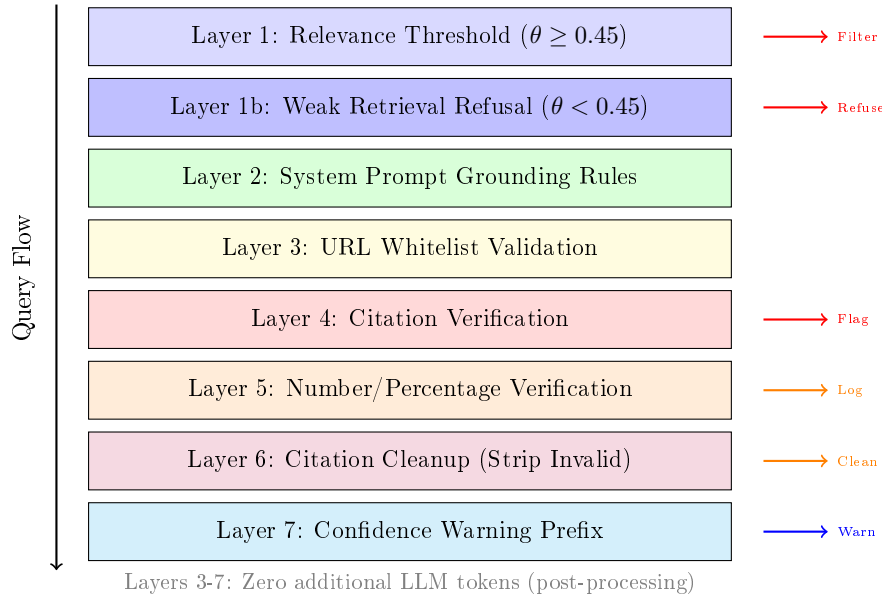 Layer 1: Relevance Threshold (θ ≥ 0.45)
Filter
Layer 1b: Weak Retrieval Refusal (θ < 0.45)
Refuse
Layer 2: System Prompt Grounding Rules
Layer 3: URL Whitelist Validation
Query Flow
Layer 4: Citation Verification
Flag
Layer 5: Number/Percentage Verification
Log
Layer 6: Citation Cleanup (Strip Invalid)
Clean
Layer 7: Confidence Warning Prefix
Warn
Layers 3-7: Zero additional LLM tokens (post-processing)